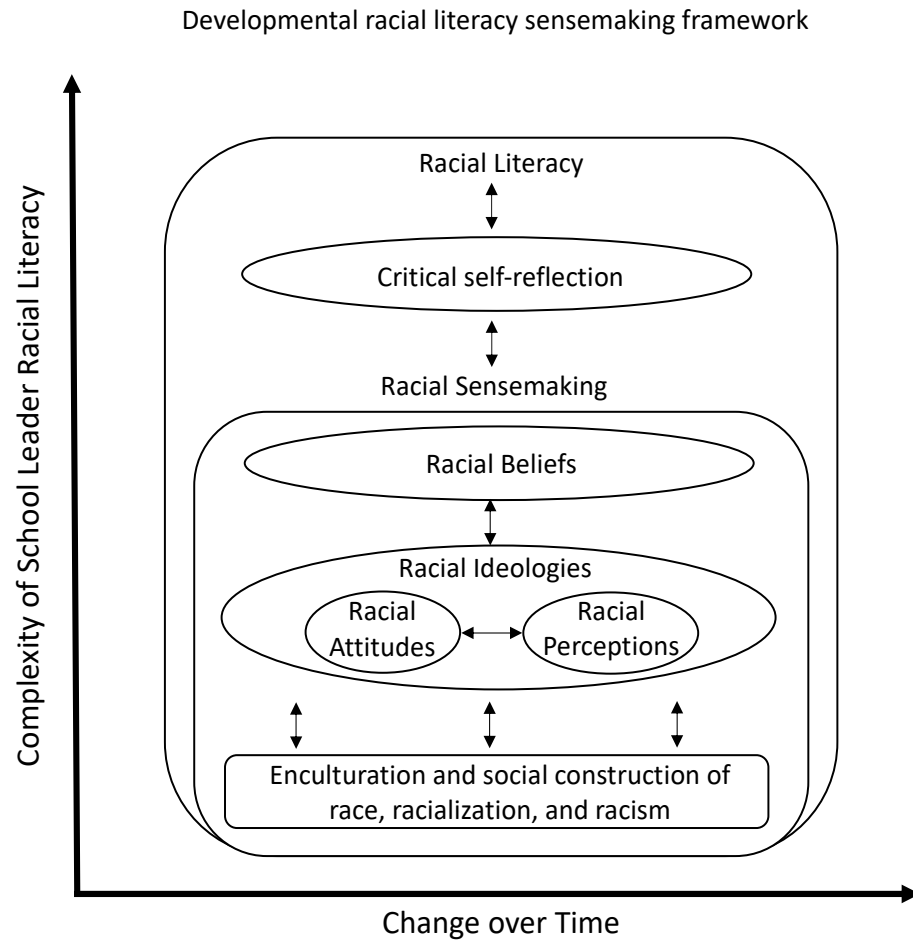 Developmental racial literacy sensemaking framework
Complexity of School Leader Racial Literacy
Racial Literacy
Critical self-reflection
Racial Sensemaking
Racial Beliefs
Racial Ideologies
Racial
Attitudes
Racial
Perceptions
Enculturation and social construction of
race, racialization, and racism
Change over Time